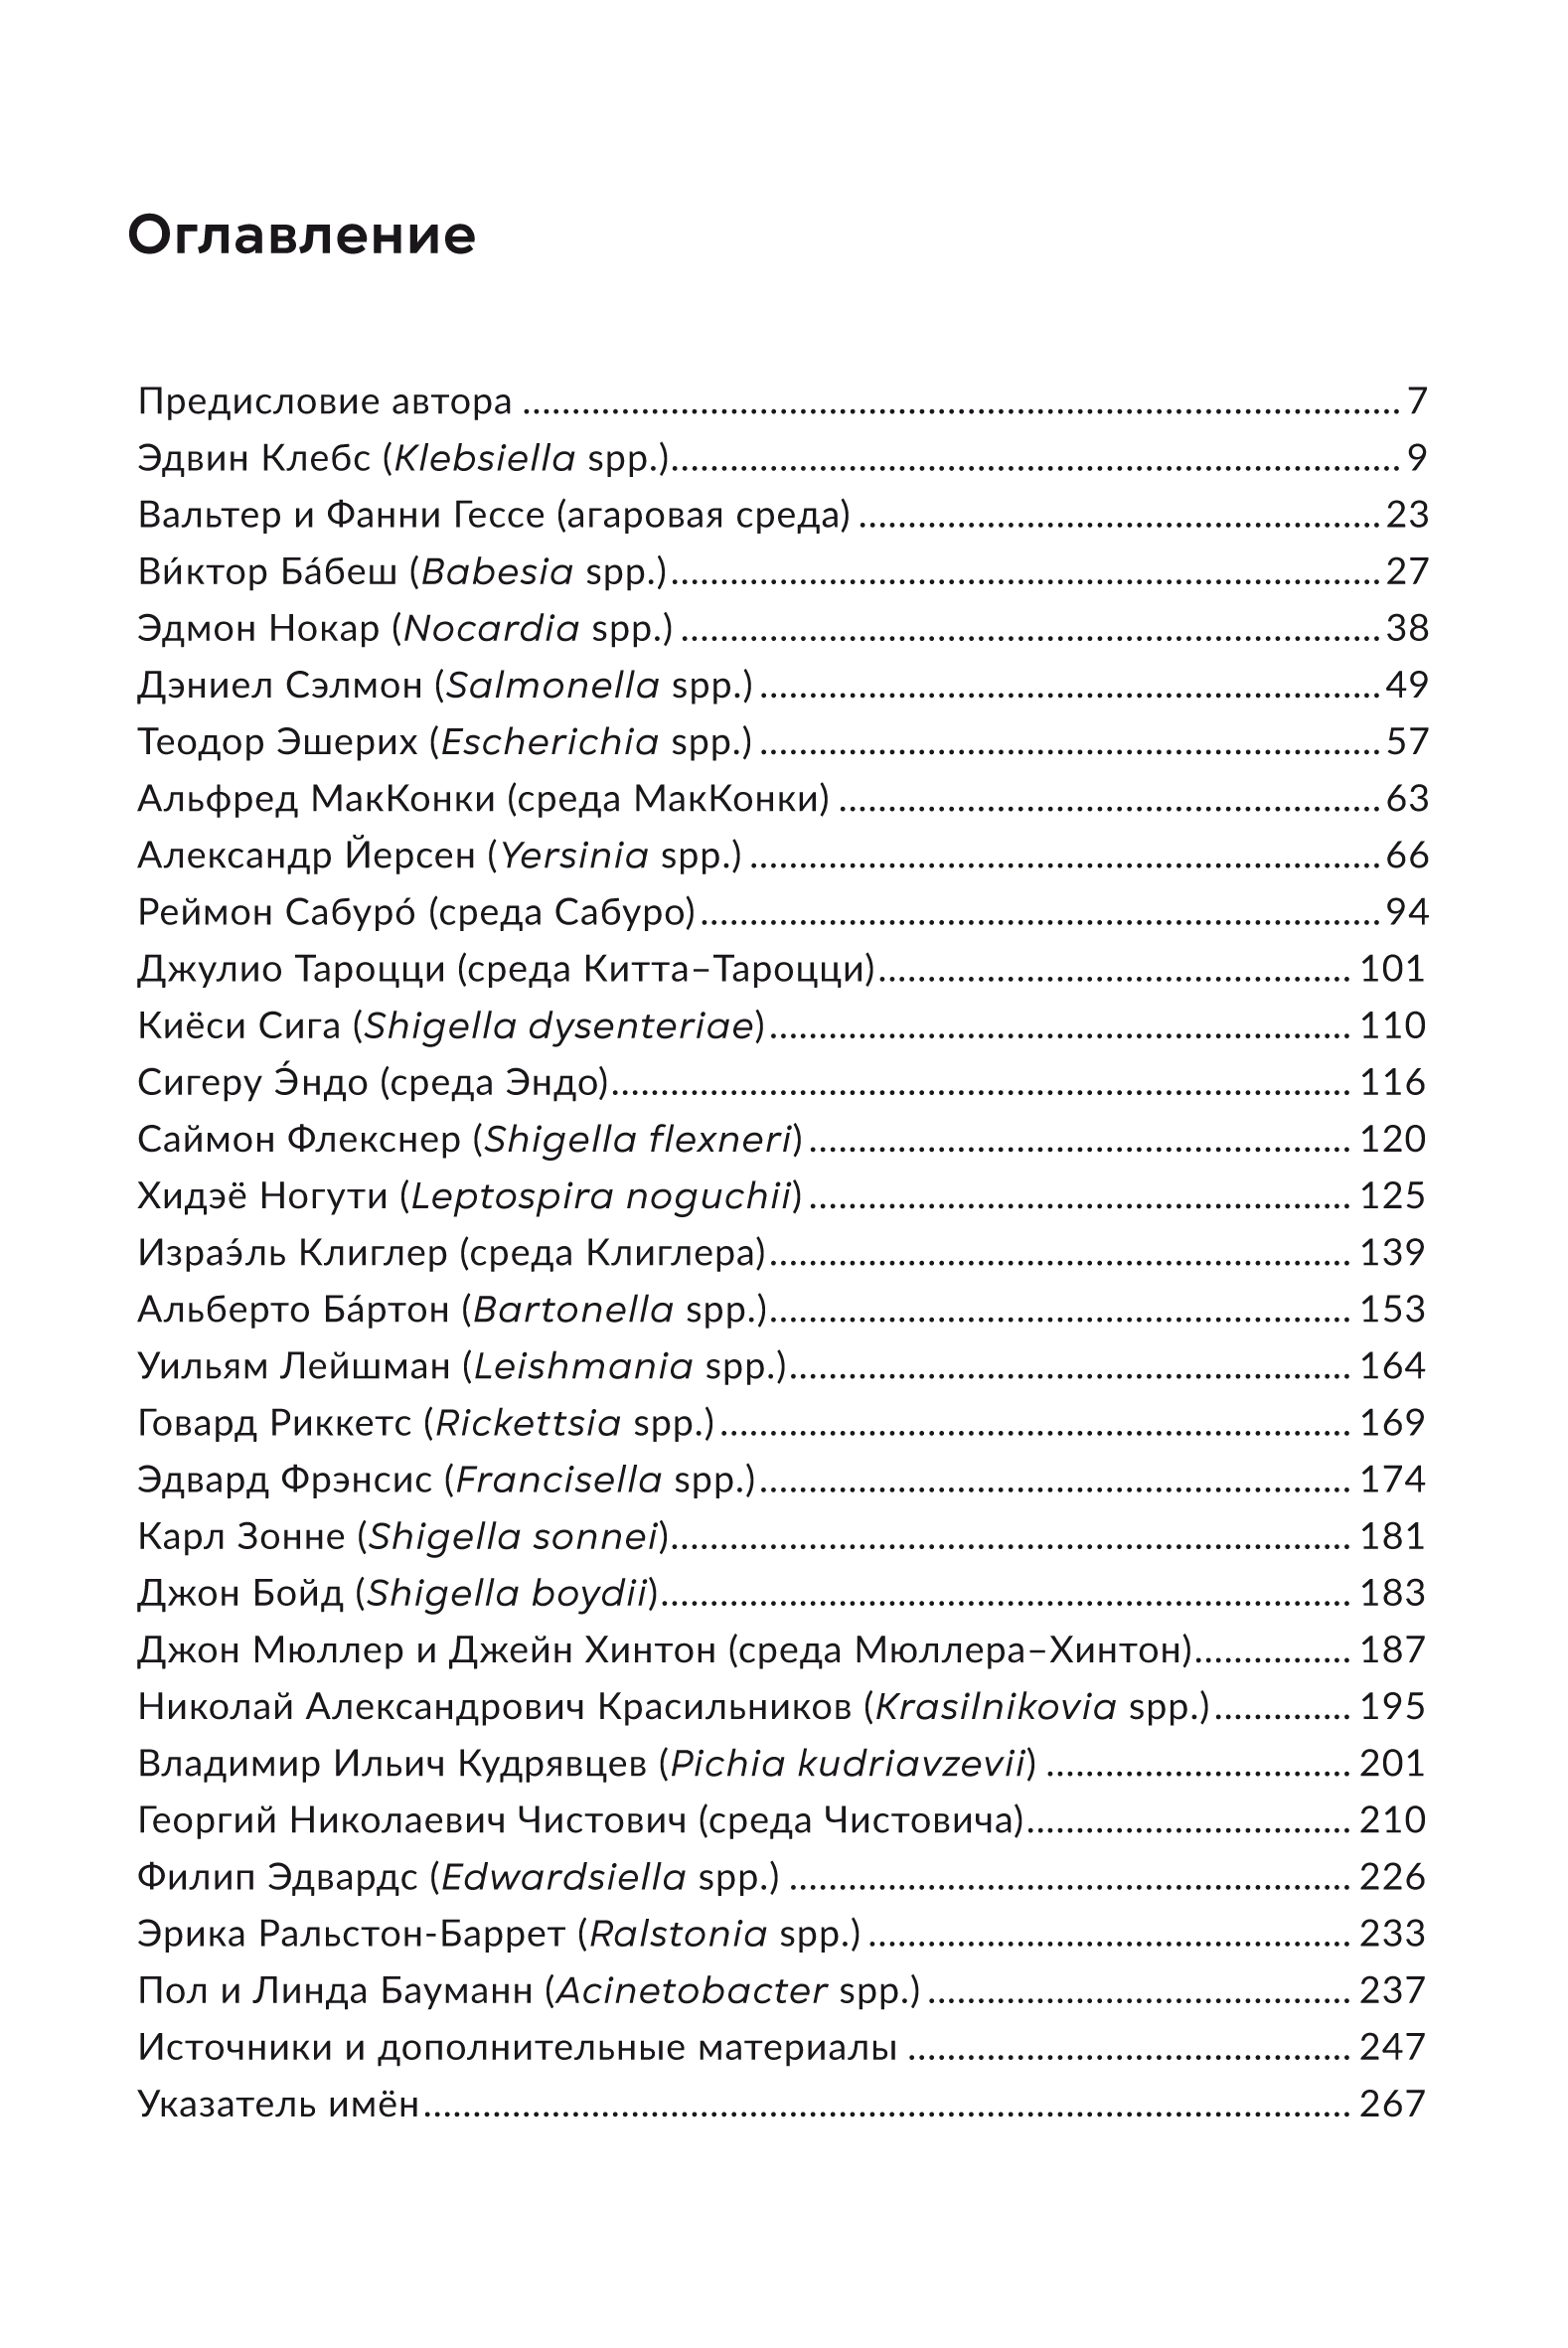 Оглавление
Предисловие автора ........ 7
Эдвин Клебс (Klebsiella spp.)........ 9
Вальтер и Фанни Гессе (агаровая среда) ........ 23
Ви́ктор Ба́беш (Babesia spp.)........ 27
Эдмон Нокар (Nocardia spp.) ........ 38
Дэниел Сэлмон (Salmonella spp.) ........ 49
Теодор Эшерих (Escherichia spp.) ........ 57
Альфред МакКонки (среда МакКонки) ........ 63
Александр Йерсен (Yersinia spp.) ........ 66
Реймон Сабуро́ (среда Сабуро)........ 94
Джулио Тароцци (среда Китта–Тароцци)........ 101
Киёси Сига (Shigella dysenteriae)........ 110
Сигеру Э́ндо (среда Эндо)........ 116
Саймон Флекснер (Shigella flexneri)........ 120
Хидэё Ногути (Leptospira noguchii)........ 125
Израэ́ль Клиглер (среда Клиглера)........ 139
Альберто Ба́ртон (Bartonella spp.)........ 153
Уильям Лейшман (Leishmania spp.)........ 164
Говард Риккетс (Rickettsia spp.)........ 169
Эдвард Фрэнсис (Francisella spp.)........ 174
Карл Зонне (Shigella sonnei)........ 181
Джон Бойд (Shigella boydii)........ 183
Джон Мюллер и Джейн Хинтон (среда Мюллера–Хинтон)........ 187
Николай Александрович Красильников (Krasilnikovia spp.)........ 195
Владимир Ильич Кудрявцев (Pichia kudriavzevii) ........ 201
Георгий Николаевич Чистович (среда Чистовича)........ 210
Филип Эдвардс (Edwardsiella spp.) ........ 226
Эрика Ральстон-Баррет (Ralstonia spp.) ........ 233
Пол и Линда Бауманн (Acinetobacter spp.) ........ 237
Источники и дополнительные материалы ........ 247
Указатель имён........ 267